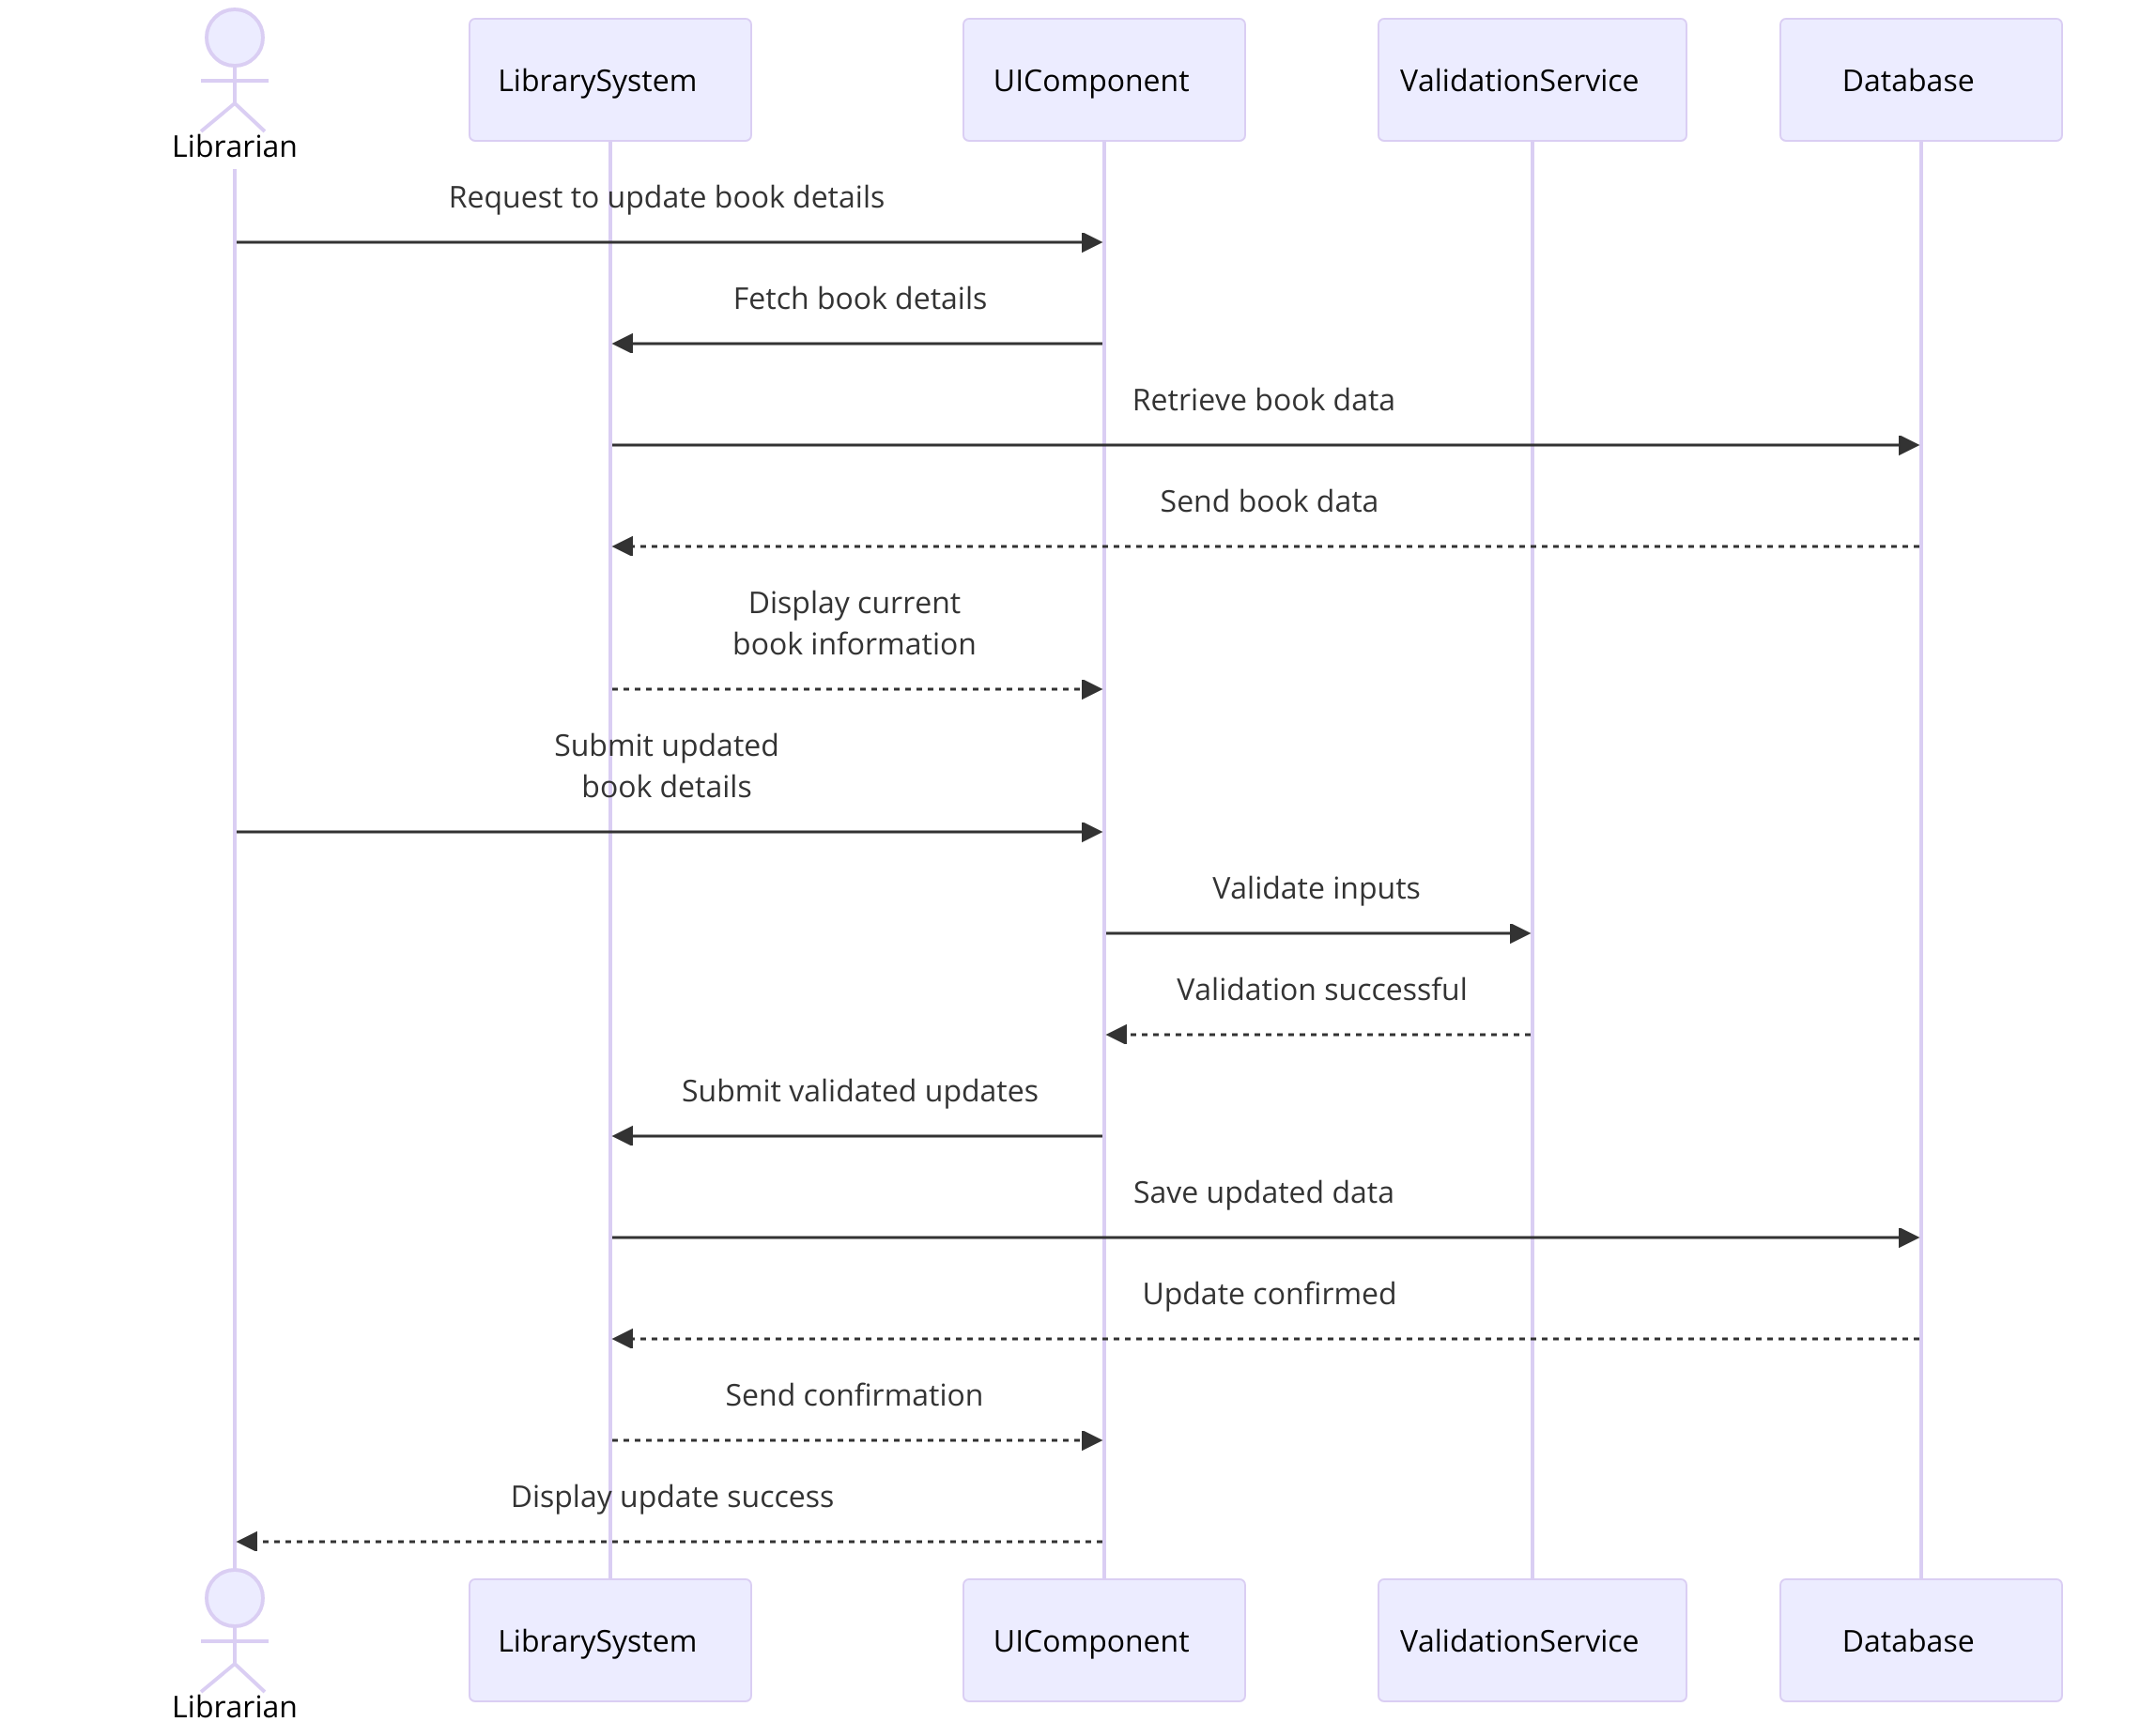 Librarian
LibrarySystem
UIComponent
ValidationService
Database
Request to update book details
Fetch book details
Retrieve book data
Send book data
Display current
book information
Submit updated
book details
Validate inputs
Validation successful
Submit validated updates
Save updated data
Update confirmed
Send confirmation
Display update success
Librarian
LibrarySystem
UIComponent
ValidationService
Database